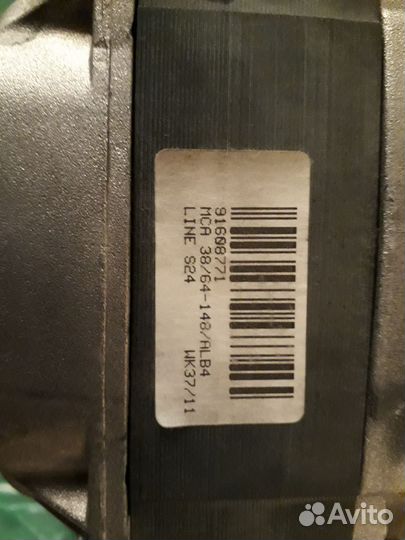 91608771
MCA 38/64-148/ALB4
LINE S24 WK37/11
Avito